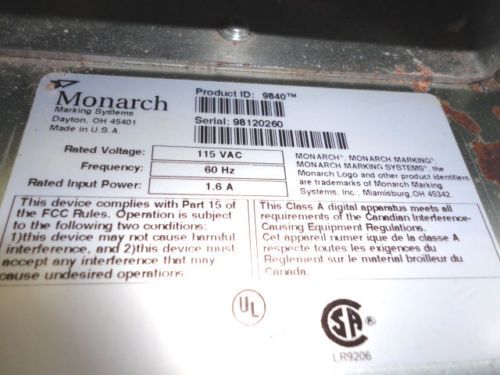 Monarch
Marking Systems
Dayton, OH 45401
Made in U.S.A.
Product ID: 9840™
Serial: 98120260
Rated Voltage: 115 VAC
Frequency: 60 Hz
Rated Input Power: 1.6 A
MONARCH®, MONARCH MARKING®,
MONARCH MARKING SYSTEMS®, the
Monarch Logo and other product identifiers
are trademarks of Monarch Marking
Systems, Inc., Miamisburg, OH 45342.
This device complies with Part 15 of
the FCC Rules. Operation is subject
to the following two conditions:
1)this device may not cause harmful
interference, and 2)this device must
accept any interference that may
cause undesired operations.
This Class A digital apparatus meets all
requirements of the Canadian Interference-
Causing Equipment Regulations.
Cet appareil numer ique de la classe A
respecte toutes les exigences du
Reglement sur le material broilleur du
Canada.
UL
SA
LR9206